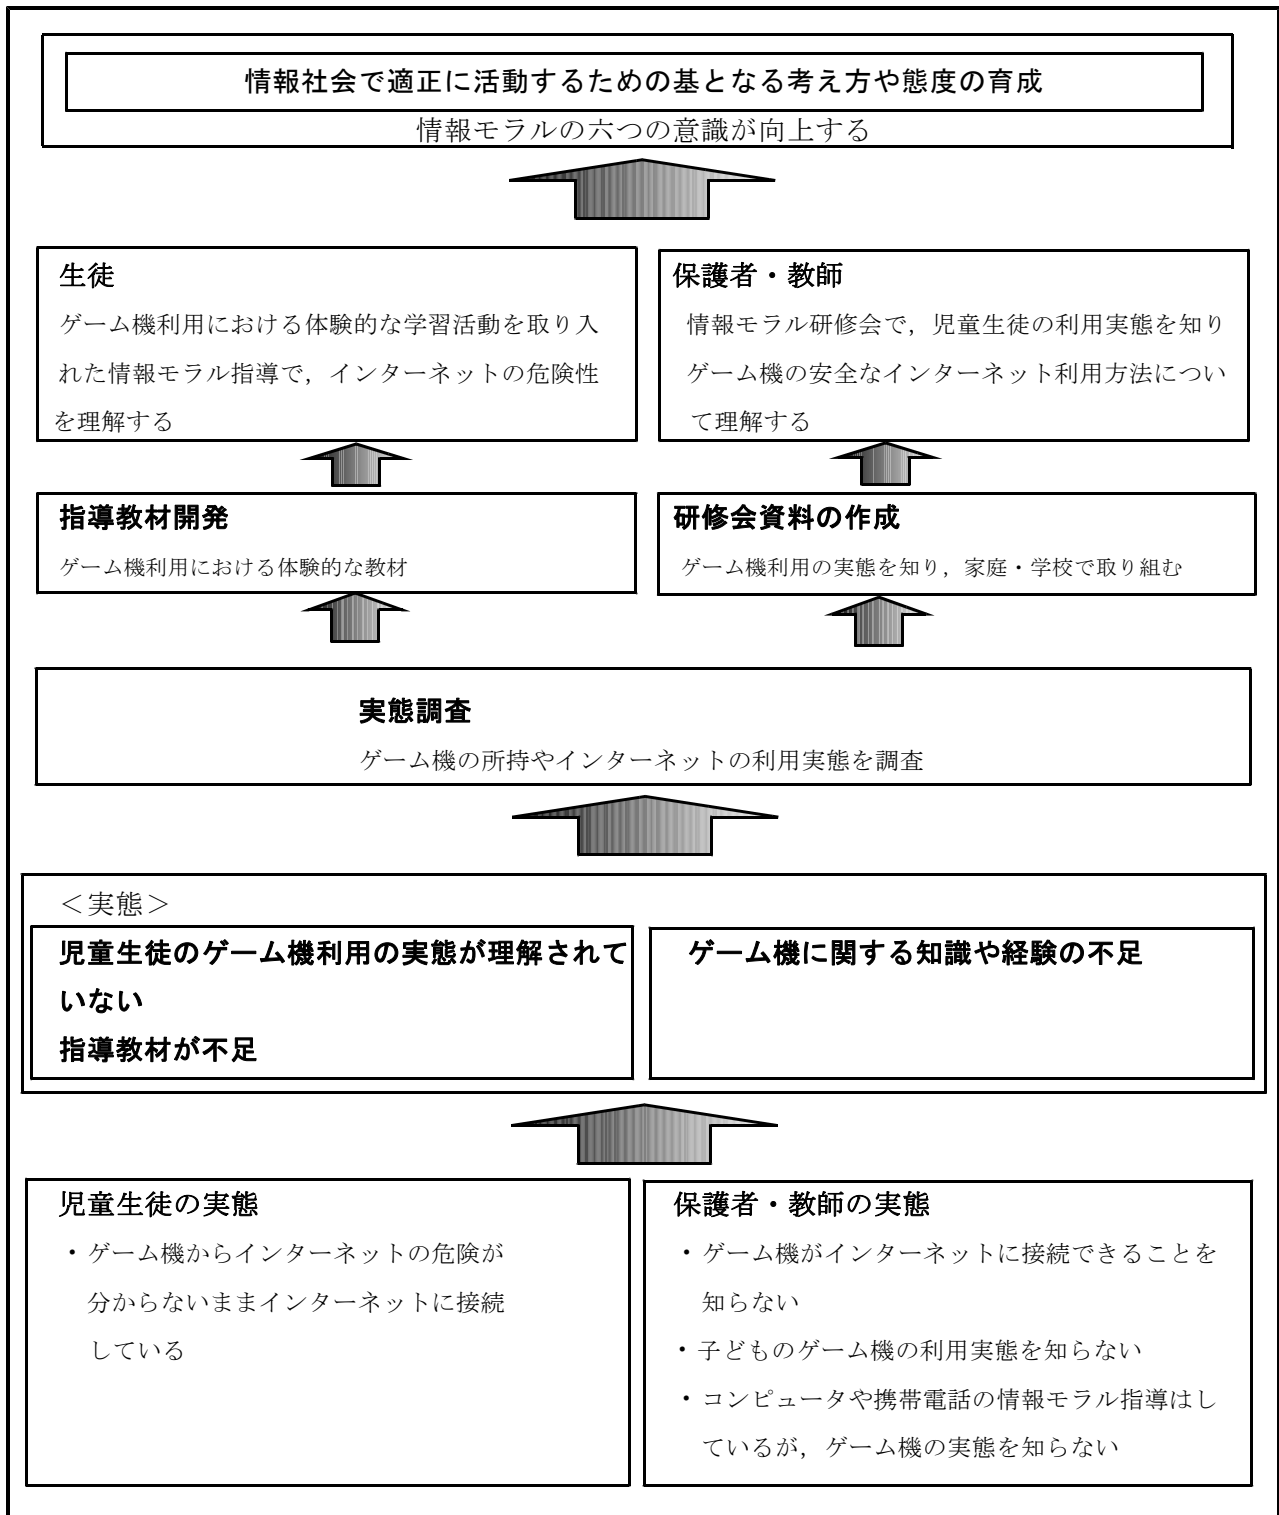 情報社会で適正に活動するための基となる考え方や態度の育成
情報モラルの六つの意識が向上する
生徒
ゲーム機利用における体験的な学習活動を取り入
れた情報モラル指導で，インターネットの危険性
を理解する
保護者・教師
情報モラル研修会で，児童生徒の利用実態を知り
ゲーム機の安全なインターネット利用方法につい
て理解する
指導教材開発
ゲーム機利用における体験的な教材
研修会資料の作成
ゲーム機利用の実態を知り，家庭・学校で取り組む
実態調査
ゲーム機の所持やインターネットの利用実態を調査
＜実態＞
児童生徒のゲーム機利用の実態が理解されて
いない
指導教材が不足
ゲーム機に関する知識や経験の不足
児童生徒の実態
・ゲーム機からインターネットの危険が
分からないままインターネットに接続
している
保護者・教師の実態
・ゲーム機がインターネットに接続できることを
知らない
・子どものゲーム機の利用実態を知らない
・コンピュータや携帯電話の情報モラル指導はし
ているが，ゲーム機の実態を知らない